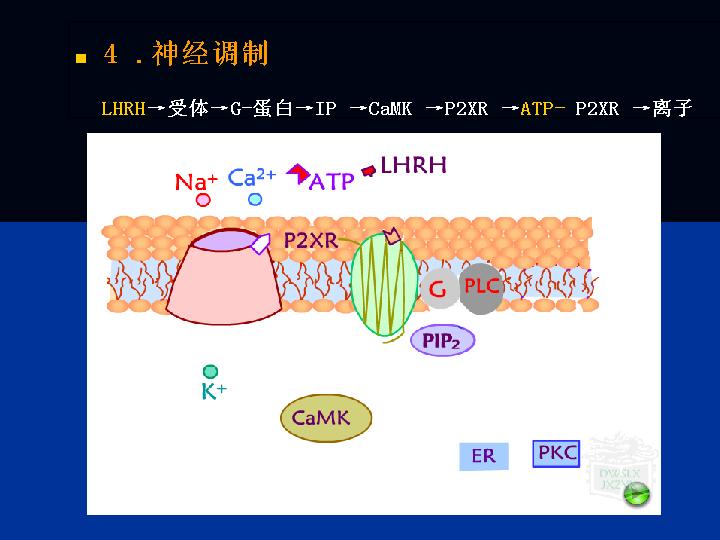 4 .神经调制
LHRH→受体→G-蛋白→IP →CaMK →P2XR →ATP- P2XR →离子
Na+ Ca2+ ATP LHRH
P2XR
G PLC
PIP2
K+
CaMK
ER PKC